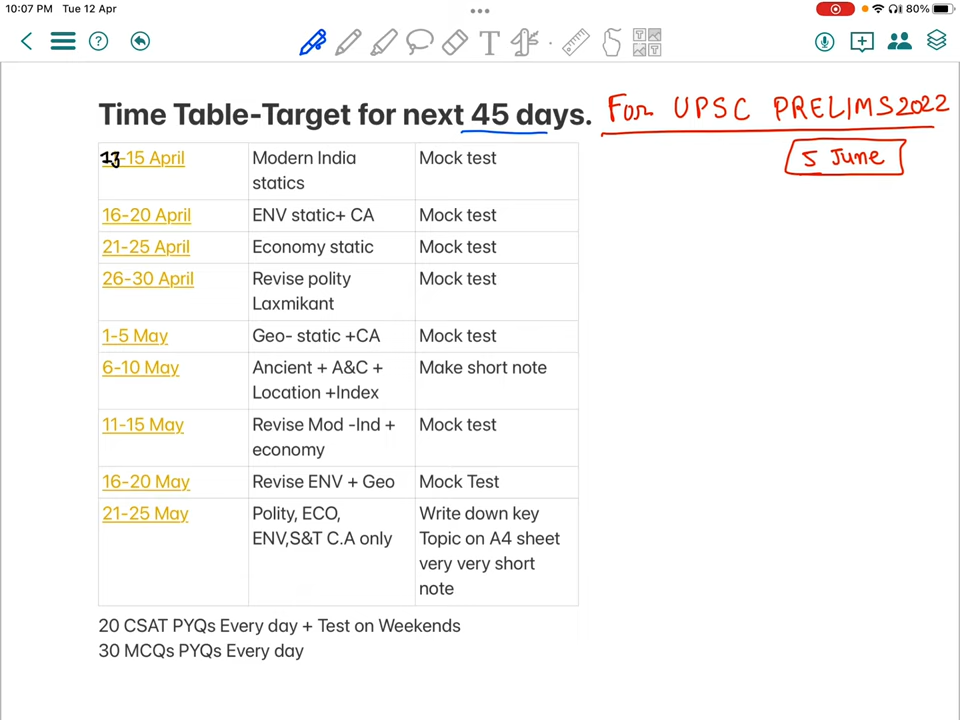 10:07 PM Tue 12 Apr
80%
Time Table-Target for next 45 days. For UPSC PRELIMS 2022
5 June
13-15 April Modern India statics Mock test
16-20 April ENV static+ CA Mock test
21-25 April Economy static Mock test
26-30 April Revise polity Laxmikant Mock test
1-5 May Geo- static +CA Mock test
6-10 May Ancient + A&C + Location +Index Make short note
11-15 May Revise Mod -Ind + economy Mock test
16-20 May Revise ENV + Geo Mock Test
21-25 May Polity, ECO, ENV,S&T C.A only Write down key Topic on A4 sheet very very short note
20 CSAT PYQs Every day + Test on Weekends
30 MCQs PYQs Every day